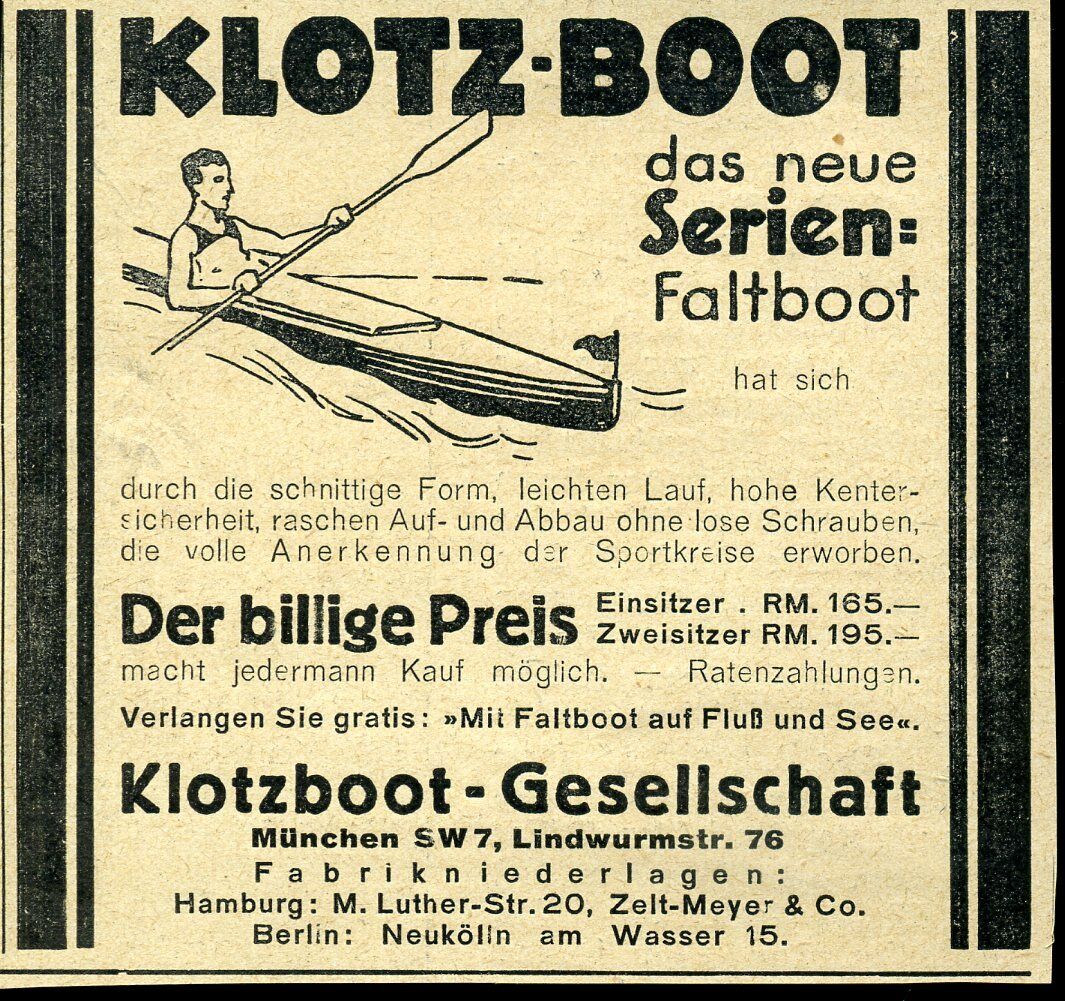 KLOTZ-BOOT
das neue
Serien=
Faltboot
hat sich
durch die schnittige Form, leichten Lauf, hohe Kenter-
sicherheit, raschen Auf- und Abbau ohne lose Schrauben,
die volle Anerkennung der Sportkreise erworben.
Der billige Preis
Einsitzer . RM. 165.—
Zweisitzer RM. 195.—
macht jedermann Kauf möglich. — Ratenzahlungen.
Verlangen Sie gratis: »Mit Faltboot auf Fluß und See«.
Klotzboot-Gesellschaft
München SW 7, Lindwurmstr. 76
Fabrikniederlagen:
Hamburg: M. Luther-Str. 20, Zelt-Meyer & Co.
Berlin: Neukölln am Wasser 15.